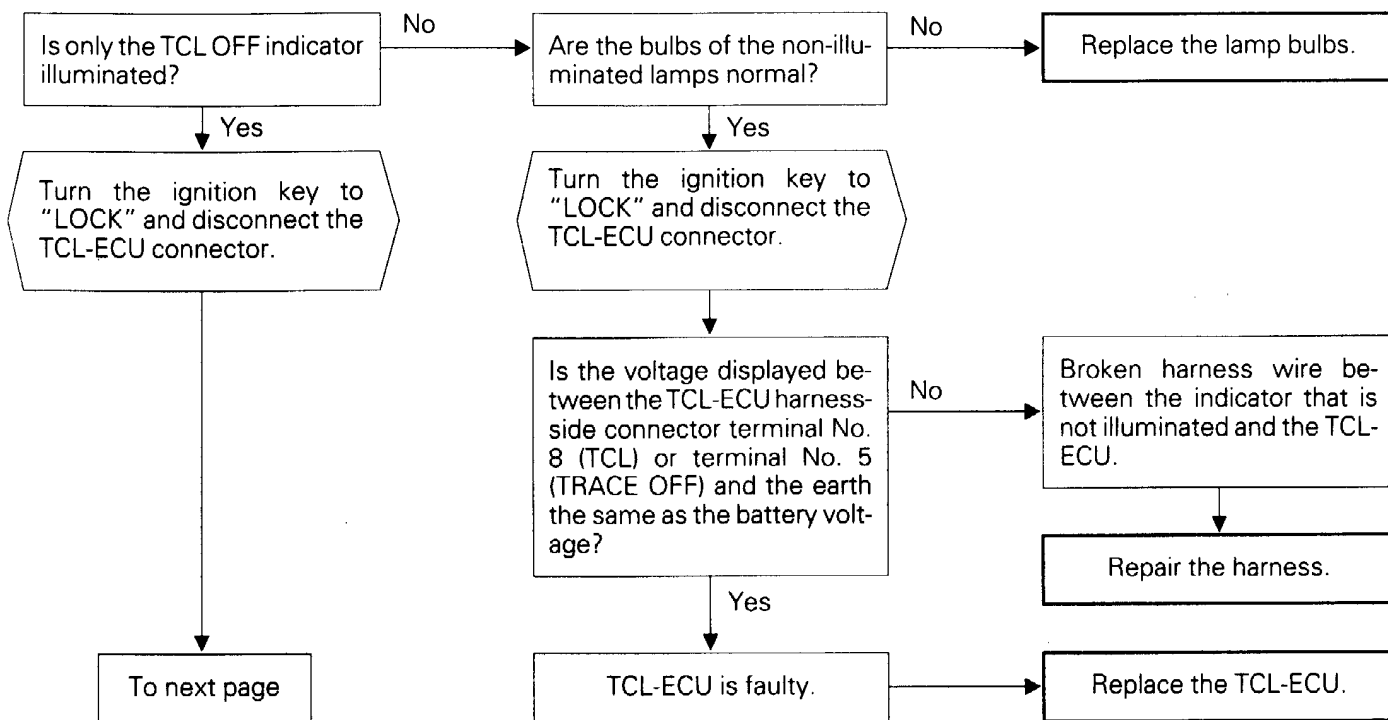 Is only the TCL OFF indicator
illuminated?
No
Are the bulbs of the non-illu-
minated lamps normal?
No
Replace the lamp bulbs.
Yes
Yes
Turn the ignition key to
"LOCK" and disconnect the
TCL-ECU connector.
Turn the ignition key to
"LOCK" and disconnect the
TCL-ECU connector.
Is the voltage displayed be-
tween the TCL-ECU harness-
side connector terminal No.
8 (TCL) or terminal No. 5
(TRACE OFF) and the earth
the same as the battery volt-
age?
No
Broken harness wire be-
tween the indicator that is
not illuminated and the TCL-
ECU.
Repair the harness.
Yes
To next page
TCL-ECU is faulty.
Replace the TCL-ECU.